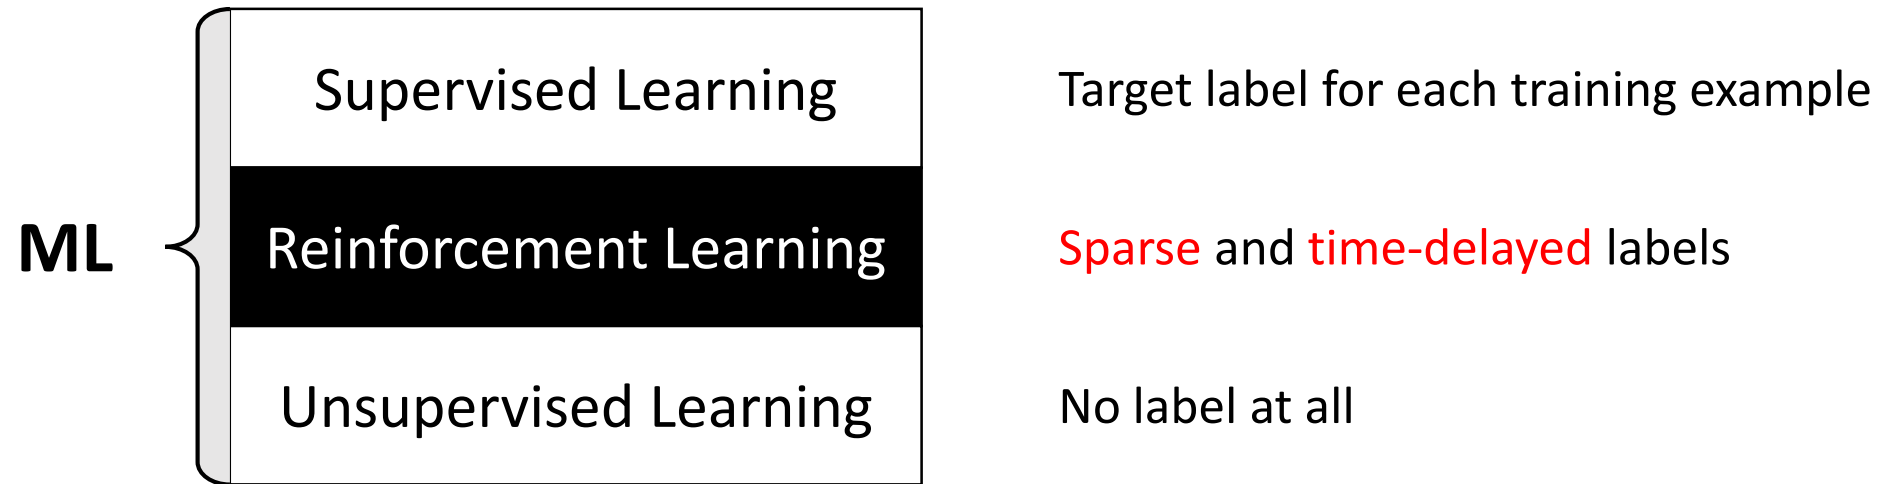 Supervised Learning
Target label for each training example
ML
Reinforcement Learning
Sparse and time-delayed labels
Unsupervised Learning
No label at all